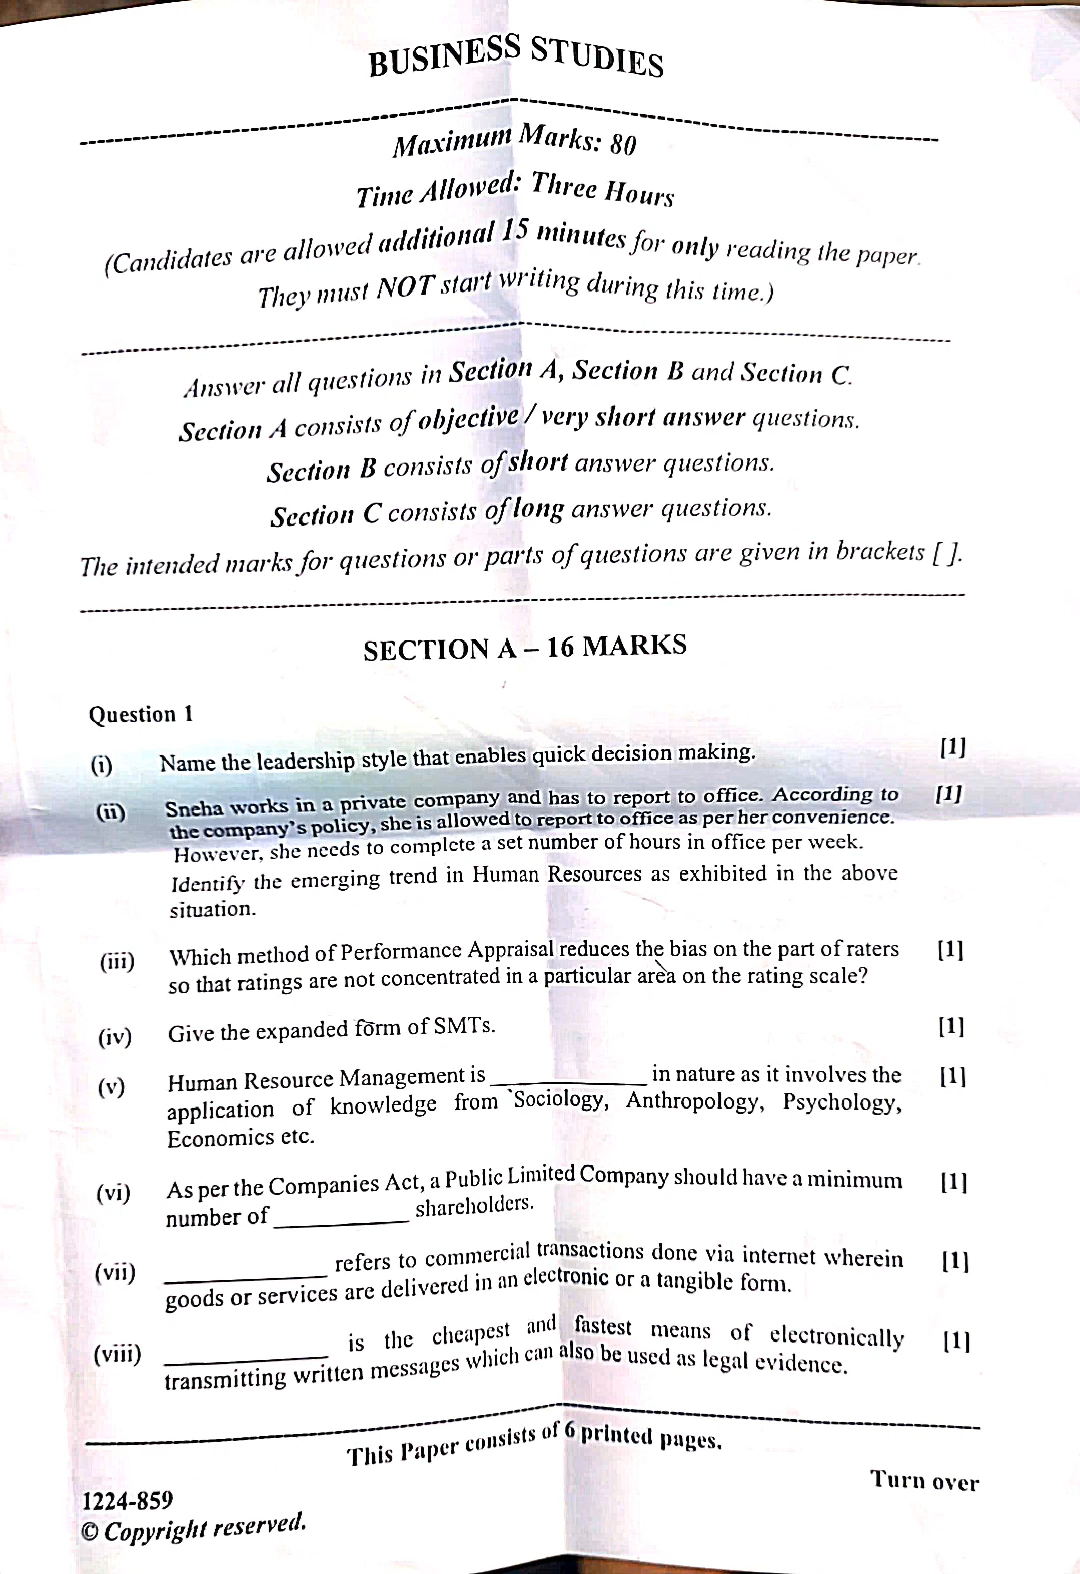 BUSINESS STUDIES
Maximum Marks: 80
Time Allowed: Three Hours
(Candidates are allowed additional 15 minutes for only reading the paper.
They must NOT start writing during this time.)
Answer all questions in Section A, Section B and Section C.
Section A consists of objective / very short answer questions.
Section B consists of short answer questions.
Section C consists of long answer questions.
The intended marks for questions or parts of questions are given in brackets [ ].
SECTION A – 16 MARKS
Question 1
(i) Name the leadership style that enables quick decision making. [1]
(ii) Sneha works in a private company and has to report to office. According to [1]
the company's policy, she is allowed to report to office as per her convenience.
However, she needs to complete a set number of hours in office per week.
Identify the emerging trend in Human Resources as exhibited in the above
situation.
(iii) Which method of Performance Appraisal reduces the bias on the part of raters [1]
so that ratings are not concentrated in a particular area on the rating scale?
(iv) Give the expanded form of SMTs. [1]
(v) Human Resource Management is ____________ in nature as it involves the [1]
application of knowledge from Sociology, Anthropology, Psychology,
Economics etc.
(vi) As per the Companies Act, a Public Limited Company should have a minimum [1]
number of ____________ shareholders.
(vii) ____________ refers to commercial transactions done via internet wherein [1]
goods or services are delivered in an electronic or a tangible form.
(viii) ____________ is the cheapest and fastest means of electronically [1]
transmitting written messages which can also be used as legal evidence.
This Paper consists of 6 printed pages.
Turn over
1224-859
© Copyright reserved.